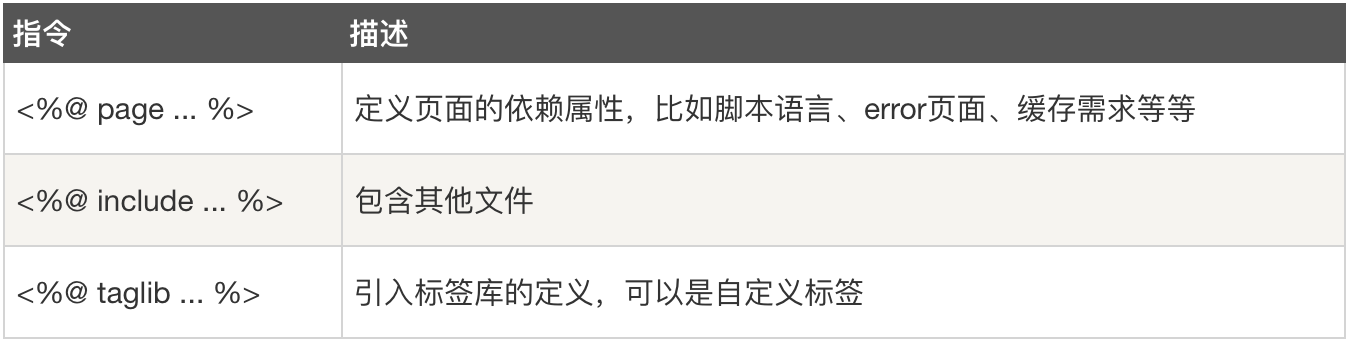 指令 描述
<%@ page ... %> 定义页面的依赖属性，比如脚本语言、error页面、缓存需求等等
<%@ include ... %> 包含其他文件
<%@ taglib ... %> 引入标签库的定义，可以是自定义标签